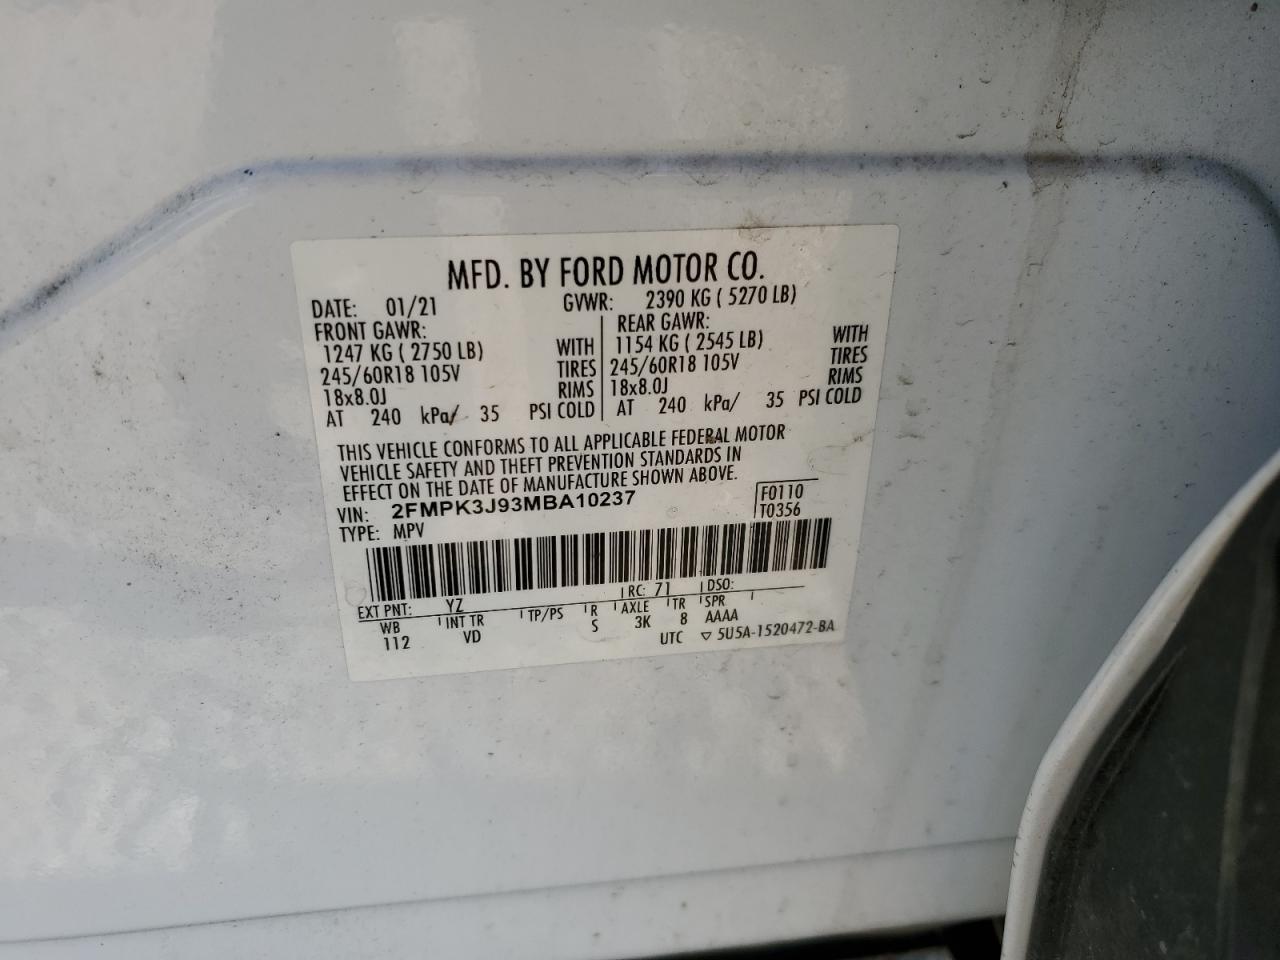 MFD. BY FORD MOTOR CO.
DATE: 01/21 GVWR: 2390 KG ( 5270 LB)
FRONT GAWR: REAR GAWR:
1247 KG ( 2750 LB) WITH 1154 KG ( 2545 LB) WITH
245/60R18 105V TIRES 245/60R18 105V TIRES
18x8.0J RIMS 18x8.0J RIMS
AT 240 kPa/ 35 PSI COLD AT 240 kPa/ 35 PSI COLD
THIS VEHICLE CONFORMS TO ALL APPLICABLE FEDERAL MOTOR
VEHICLE SAFETY AND THEFT PREVENTION STANDARDS IN
EFFECT ON THE DATE OF MANUFACTURE SHOWN ABOVE.
VIN: 2FMPK3J93MBA10237 F0110
TYPE: MPV T0356
EXT PNT: YZ RC: 71 DSO:
WB INT TR TP/PS R AXLE TR SPR
112 VD S 3K 8 AAAA
UTC ▽ 5U5A-1520472-BA